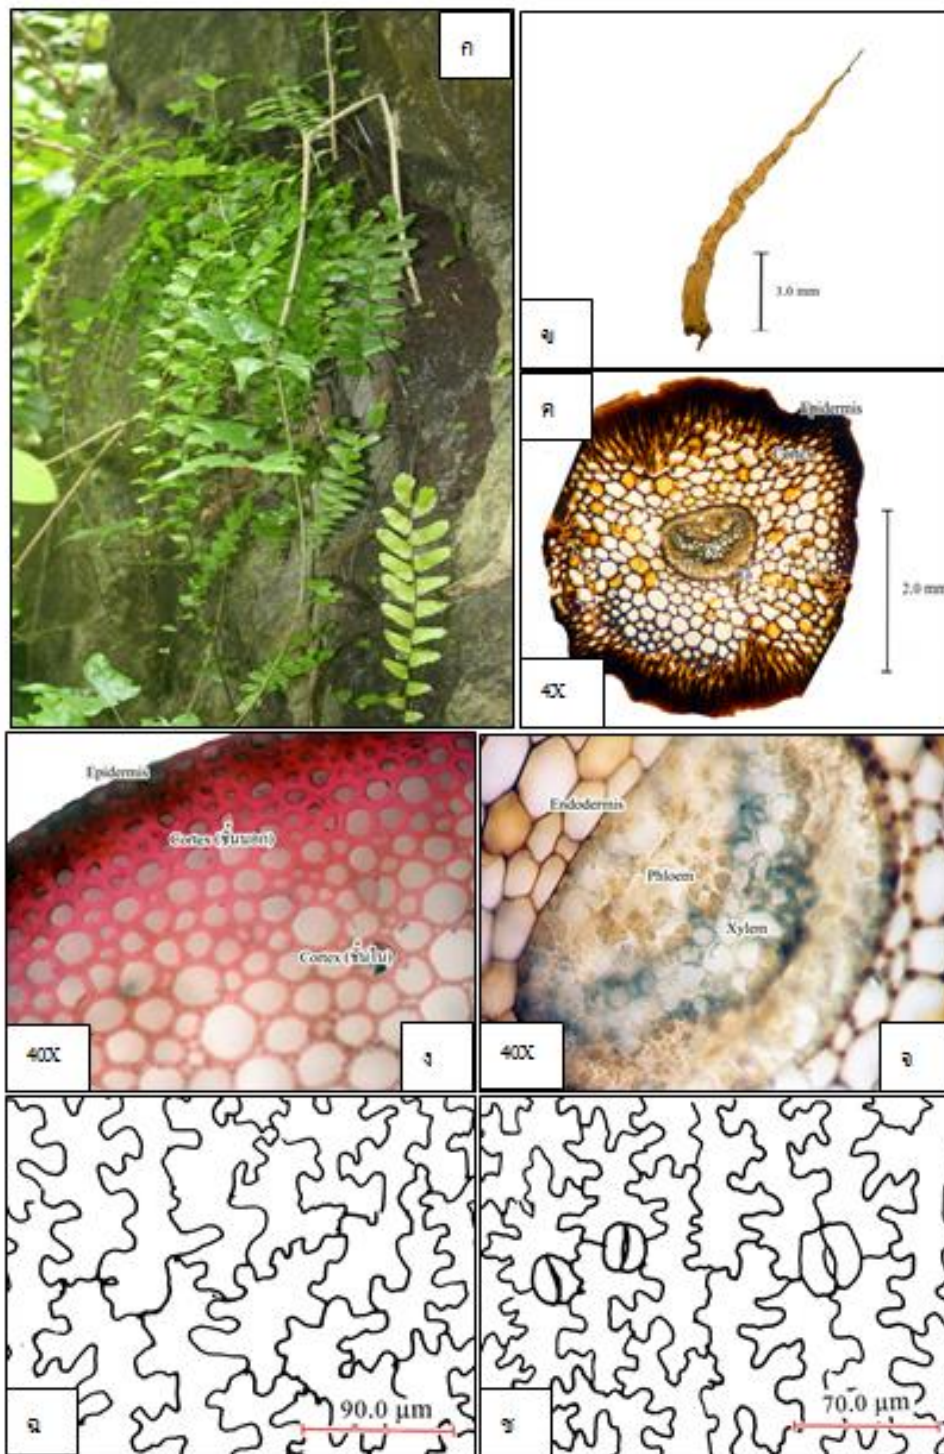 ก
3.0 mm
ข
ค
Epidermis
Cortex
2.0 mm
4X
Epidermis
Cortex (ชั้นนอก)
Cortex (ชั้นใน)
40X
ง
Endodermis
Phloem
Xylem
40X
จ
90.0 μm
ฉ
70.0 μm
ช